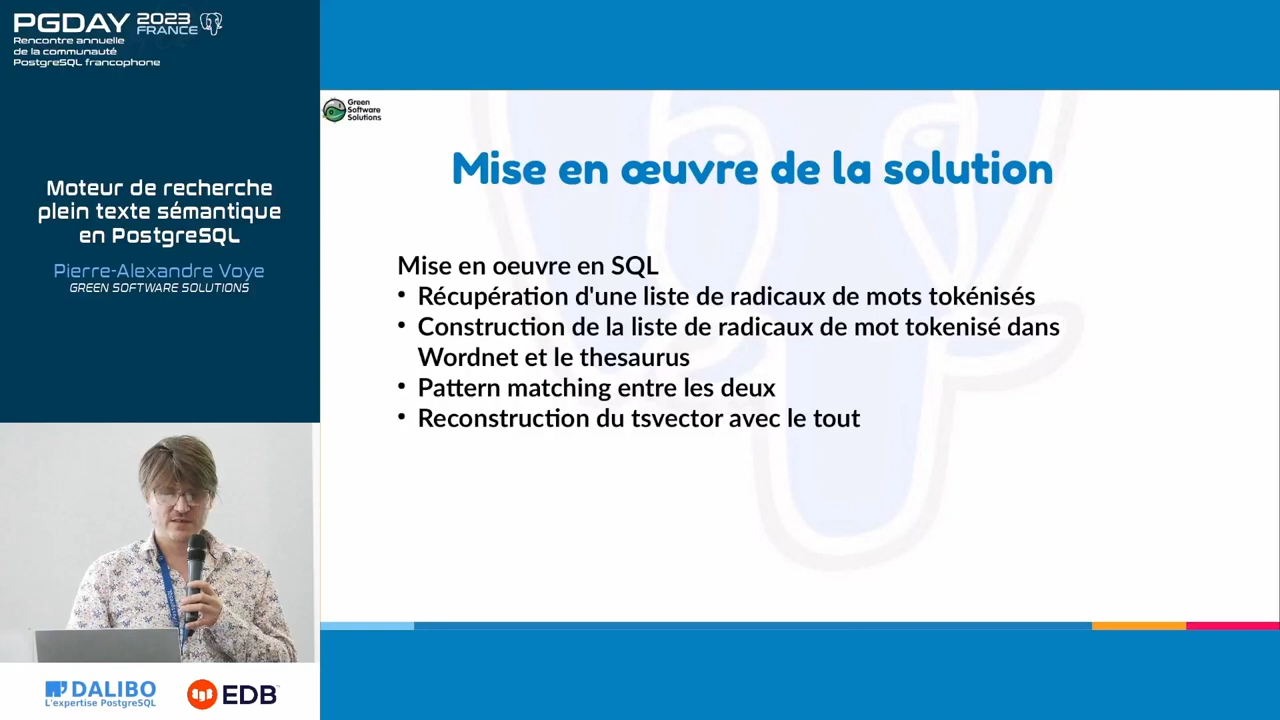 PGDAY 2023 FRANCE
Rencontre annuelle
de la communauté
PostgreSQL francophone
Moteur de recherche
plein texte sémantique
en PostgreSQL
Pierre-Alexandre Voye
GREEN SOFTWARE SOLUTIONS
DALIBO
L'expertise PostgreSQL
EDB
Green
Software
Solutions
Mise en œuvre de la solution
Mise en oeuvre en SQL
• Récupération d'une liste de radicaux de mots tokénisés
• Construction de la liste de radicaux de mot tokenisé dans
Wordnet et le thesaurus
• Pattern matching entre les deux
• Reconstruction du tsvector avec le tout